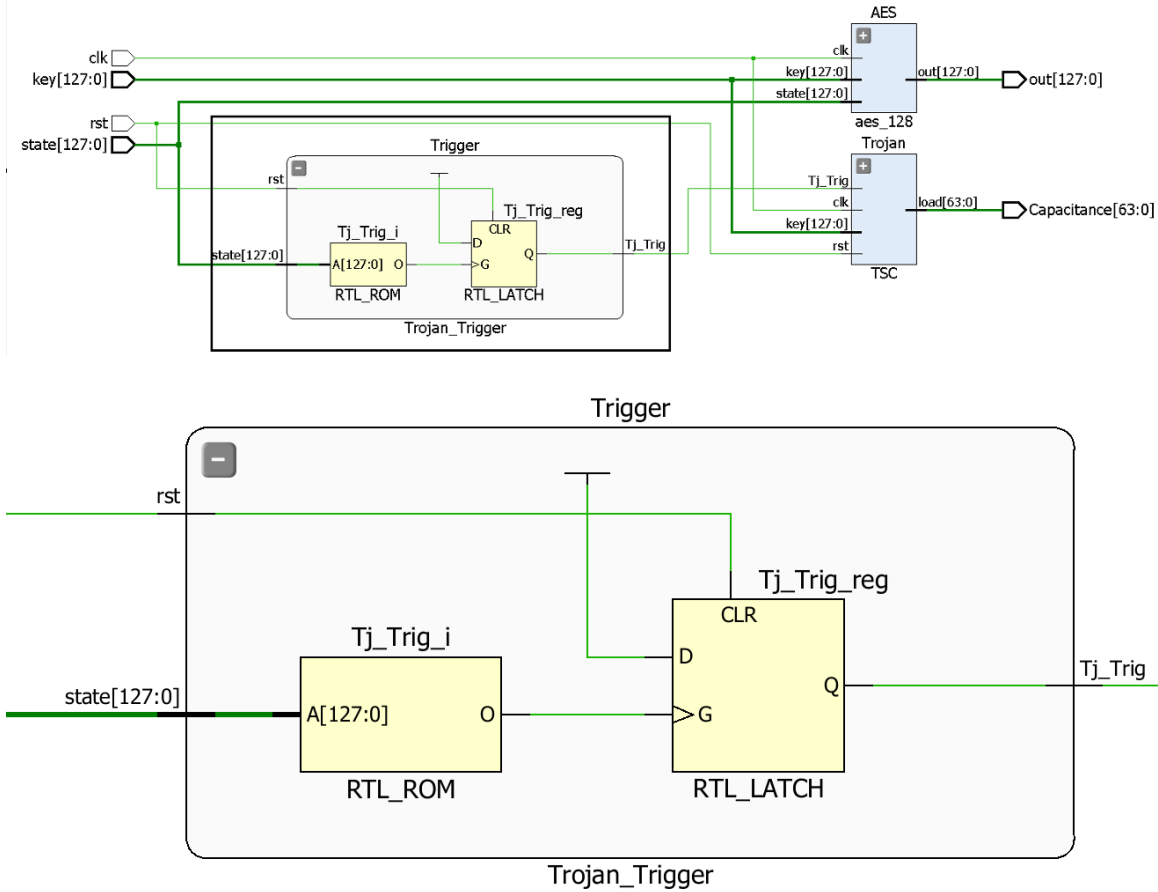 AES
clk
clk
key[127:0]
key[127:0]
out[127:0]
out[127:0]
state[127:0]
rst
aes_128
state[127:0]
Trigger
Trojan
rst
Tj_Trig
Tj_Trig_reg
clk
load[63:0]
Capacitance[63:0]
CLR
Tj_Trig_i
D
key[127:0]
state[127:0]
A[127:0]
O
G
Q
Tj_Trig
rst
RTL_ROM
RTL_LATCH
TSC
Trojan_Trigger
Trigger
rst
Tj_Trig_reg
CLR
Tj_Trig_i
D
state[127:0]
A[127:0]
O
G
Q
Tj_Trig
RTL_ROM
RTL_LATCH
Trojan_Trigger